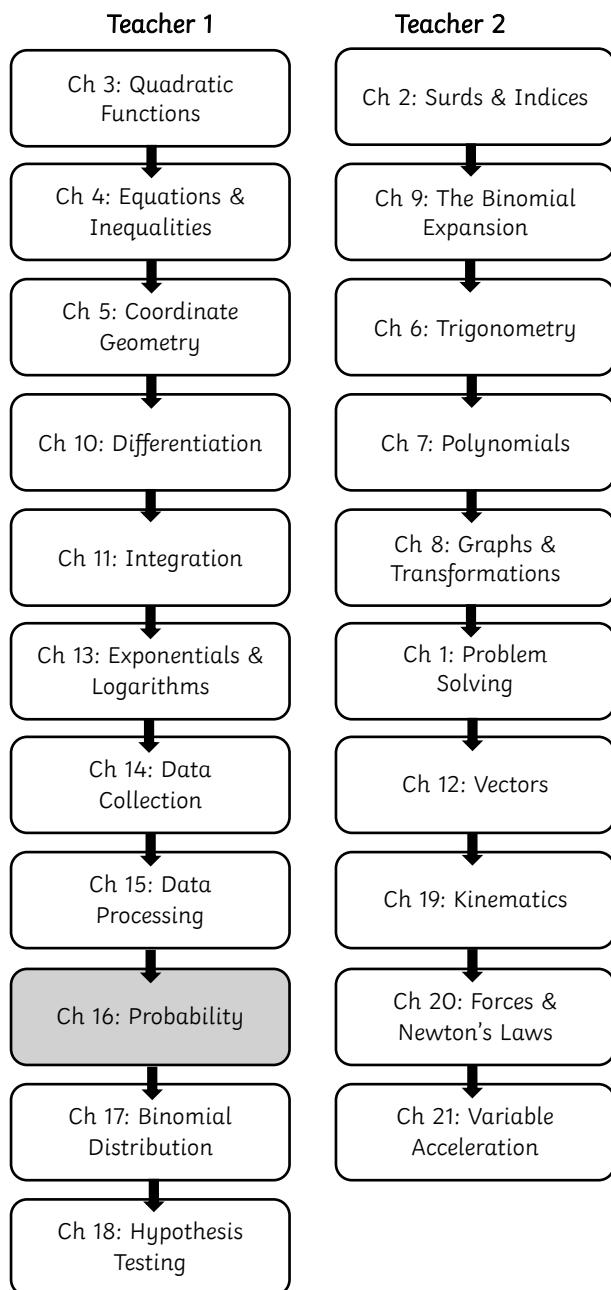 Teacher 1
Ch 3: Quadratic
Functions
Ch 4: Equations &
Inequalities
Ch 5: Coordinate
Geometry
Ch 10: Differentiation
Ch 11: Integration
Ch 13: Exponentials &
Logarithms
Ch 14: Data
Collection
Ch 15: Data
Processing
Ch 16: Probability
Ch 17: Binomial
Distribution
Ch 18: Hypothesis
Testing
Teacher 2
Ch 2: Surds & Indices
Ch 9: The Binomial
Expansion
Ch 6: Trigonometry
Ch 7: Polynomials
Ch 8: Graphs &
Transformations
Ch 1: Problem
Solving
Ch 12: Vectors
Ch 19: Kinematics
Ch 20: Forces &
Newton's Laws
Ch 21: Variable
Acceleration